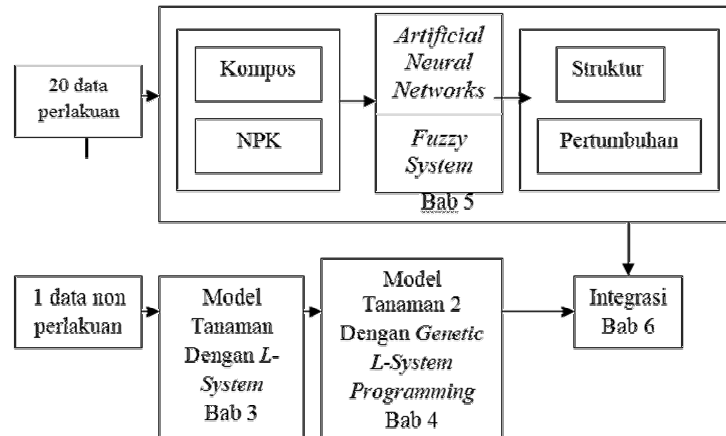 20 data
perlakuan
Kompos
NPK
Artificial
Neural
Networks
Fuzzy
System
Struktur
Pertumbuhan
Bab 5
1 data non
perlakuan
Model
Tanaman
Dengan L-
System
Bab 3
Model
Tanaman 2
Dengan Genetic
L-System
Programming
Bab 4
Integrasi
Bab 6